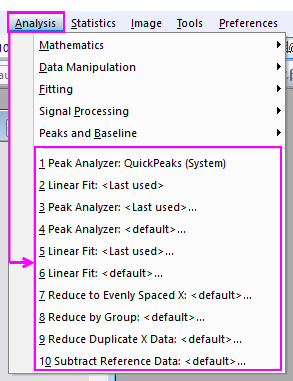 Analysis Statistics Image Tools Preferences
Mathematics
Data Manipulation
Fitting
Signal Processing
Peaks and Baseline
1 Peak Analyzer: QuickPeaks (System)
2 Linear Fit: <Last used>
3 Peak Analyzer: <Last used>...
4 Peak Analyzer: <default>...
5 Linear Fit: <Last used>...
6 Linear Fit: <default>...
7 Reduce to Evenly Spaced X: <default>...
8 Reduce by Group: <default>...
9 Reduce Duplicate X Data: <default>...
10 Subtract Reference Data: <default>...